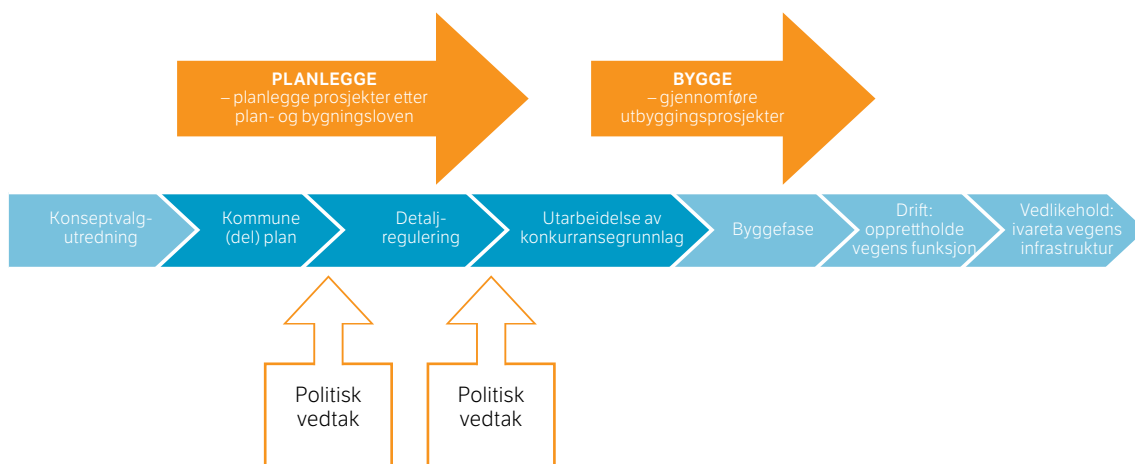 PLANLEGGE
– planlegge prosjekter etter
plan- og bygningsloven
BYGGE
– gjennomføre
utbyggingsprosjekter
Konseptvalg-
utredning
Kommune
(del) plan
Detalj-
regulering
Utarbeidelse av
konkurransegrunnlag
Byggefase
Drift:
opprettholde
vegens funksjon
Vedlikehold:
ivareta vegens
infrastruktur
Politisk
vedtak
Politisk
vedtak